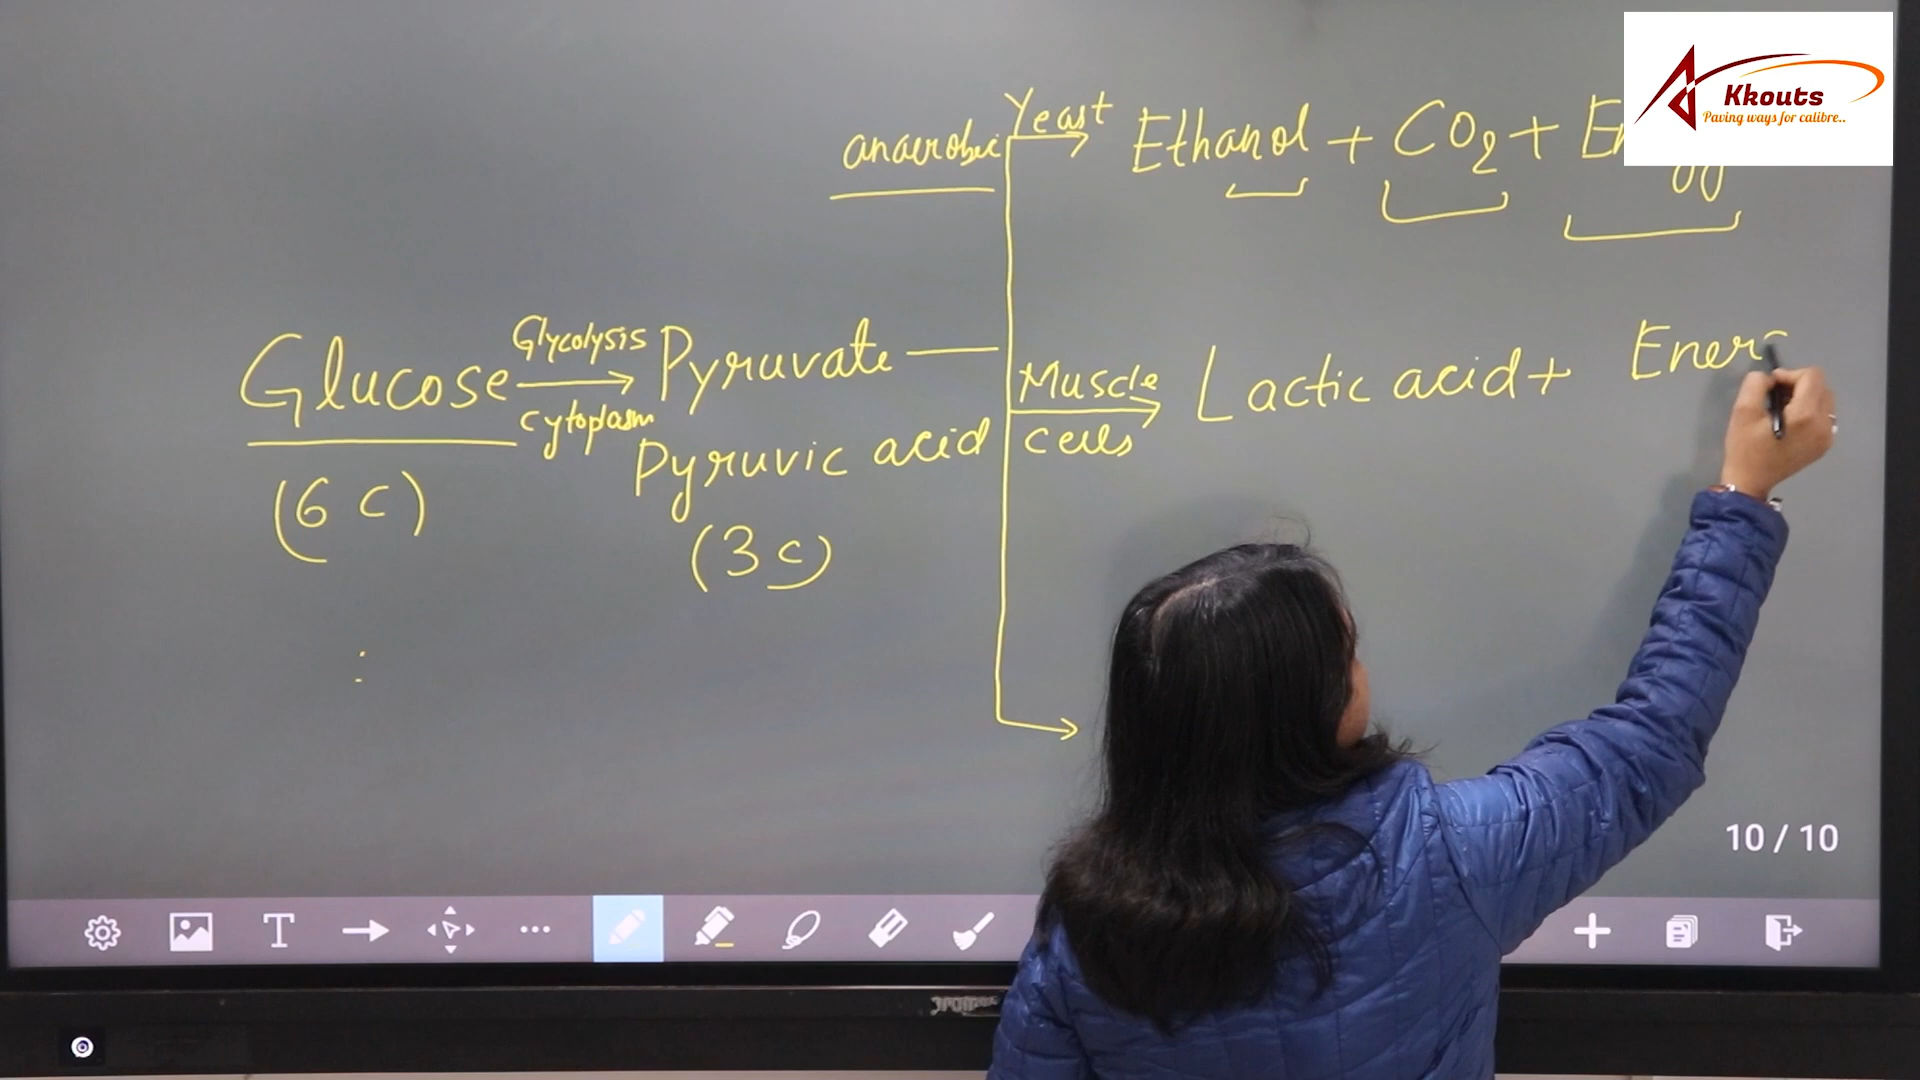 Kkouts
Paving ways for calibre..
anaerobic Yeast Ethanol + CO2 +
Glucose Glycolysis Pyruvate
cytoplasm
Muscle Lactic acid + Ener
Pyruvic acid cells
(6 C)
(3 C)
10 / 10
T